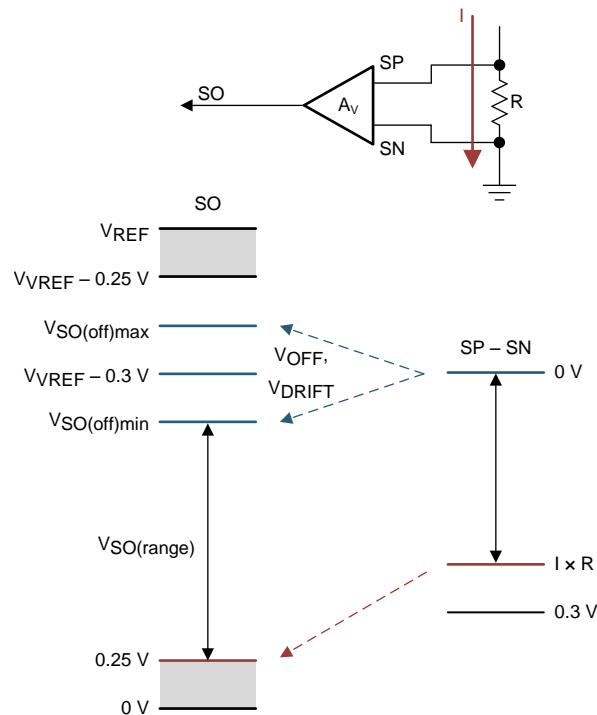 I
SP
SO
AV
R
SN
SO
VREF
VVREF – 0.25 V
VSO(off)max
VOFF,
SP – SN
VVREF – 0.3 V
0 V
VDRIFT
VSO(off)min
VSO(range)
I × R
0.3 V
0.25 V
0 V